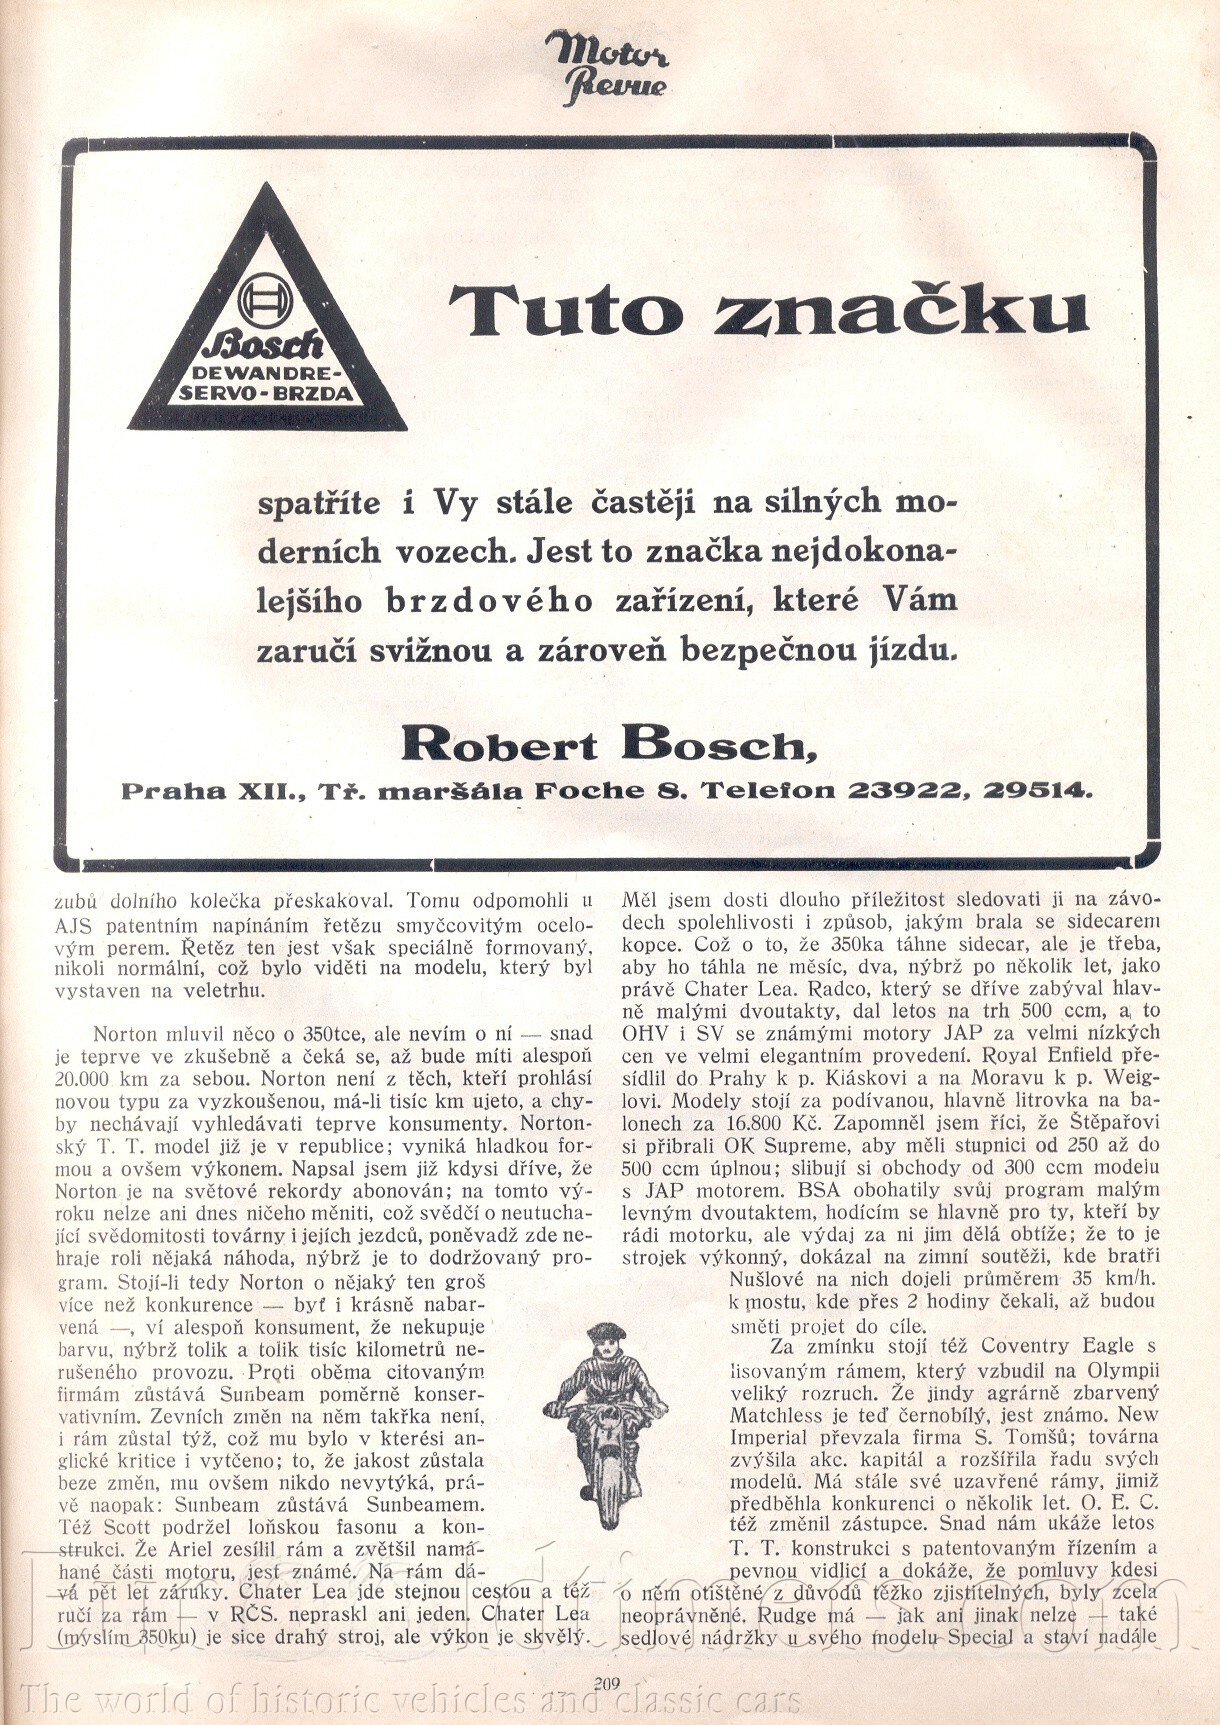 Motor
Revue
Bosch
DEWANDRE-
SERVO-BRZDA
Tuto značku
spatříte i Vy stále častěji na silných mo-
derních vozech. Jest to značka nejdokona-
lejšího brzdového zařízení, které Vám
zaručí svižnou a zároveň bezpečnou jízdu.
Robert Bosch,
Praha XII., Tř. maršála Foche 8. Telefon 23922, 29514.
zubů dolního kolečka přeskakoval. Tomu odpomohli u
AJS patentním napínáním řetězu smyčcovitým ocelo-
vým perem. Řetěz ten jest však speciálně formovaný,
nikoli normální, což bylo viděti na modelu, který byl
vystaven na veletrhu.
Norton mluvil něco o 350tce, ale nevím o ní — snad
je teprve ve zkušebně a čeká se, až bude míti alespoň
20.000 km za sebou. Norton není z těch, kteří prohlásí
novou typu za vyzkoušenou, má-li tisíc km ujeto, a chy-
by nechávají vyhledávati teprve konsumenty. Norton-
ský T. T. model již je v republice; vyniká hladkou for-
mou a ovšem výkonem. Napsal jsem již kdysi dříve, že
Norton je na světové rekordy abonován; na tomto vý-
roku nelze ani dnes ničeho měniti, což svědčí o neutucha-
jící svědomitosti továrny i jejích jezdců, poněvadž zde ne-
hraje roli nějaká náhoda, nýbrž je to dodržovaný pro-
gram. Stojí-li tedy Norton o nějaký ten groš
více než konkurence — byť i krásně nabar-
vená —, ví alespoň konsument, že nekupuje
barvu, nýbrž tolik a tolik tisíc kilometrů ne-
rušeného provozu. Proti oběma citovaným
firmám zůstává Sunbeam poměrně konser-
vativním. Zevních změn na něm takřka není,
i rám zůstal týž, což mu bylo v kterési an-
glické kritice i vytčeno; to, že jakost zůstala
beze změn, mu ovšem nikdo nevytýká, prá-
vě naopak: Sunbeam zůstává Sunbeamem.
Též Scott podržel loňskou fasonu a kon-
strukci. Že Ariel zesílil rám a zvětšil namá-
hané části motoru, jest známé. Na rám dá-
vá pět let záruky. Chater Lea jde stejnou cestou a též
ručí za rám — v RČS. nepraskl ani jeden. Chater Lea
(myslím 350ku) je sice drahý stroj, ale výkon je skvělý.
Měl jsem dosti dlouho příležitost sledovati ji na závo-
dech spolehlivosti i způsob, jakým brala se sidecarem
kopce. Což o to, že 350ka táhne sidecar, ale je třeba,
aby ho táhla ne měsíc, dva, nýbrž po několik let, jako
právě Chater Lea. Radco, který se dříve zabýval hlav-
ně malými dvoutakty, dal letos na trh 500 ccm, a to
OHV i SV se známými motory JAP za velmi nízkých
cen ve velmi elegantním provedení. Royal Enfield pře-
sídlil do Prahy k p. Kiáskovi a na Moravu k p. Weig-
lovi. Modely stojí za podívanou, hlavně litrovka na ba-
lonech za 16.800 Kč. Zapomněl jsem říci, že Štěpařovi
si přibrali OK Supreme, aby měli stupnici od 250 až do
500 ccm úplnou; slibují si obchody od 300 ccm modelu
s JAP motorem. BSA obohatily svůj program malým
levným dvoutaktem, hodícím se hlavně pro ty, kteří by
rádi motorku, ale výdaj za ni jim dělá obtíže; že to je
strojek výkonný, dokázal na zimní soutěži, kde bratři
Nušlové na nich dojeli průměrem 35 km/h.
k mostu, kde přes 2 hodiny čekali, až budou
směti projet do cíle.
Za zmínku stojí též Coventry Eagle s
lisovaným rámem, který vzbudil na Olympii
veliký rozruch. Že jindy agrárně zbarvený
Matchless je teď černobílý, jest známo. New
Imperial převzala firma S. Tomšů; továrna
zvýšila akc. kapitál a rozšířila řadu svých
modelů. Má stále své uzavřené rámy, jimiž
předběhla konkurenci o několik let. O. E. C.
též změnil zástupce. Snad nám ukáže letos
T. T. konstrukci s patentovaným řízením a
pevnou vidlicí a dokáže, že pomluvy kdesi
o něm otištěné z důvodů těžko zjistitelných, byly zcela
neoprávněné. Rudge má — jak ani jinak nelze — také
sedlové nádržky u svého modelu Special a staví nadále
209
The world of historic vehicles and classic cars